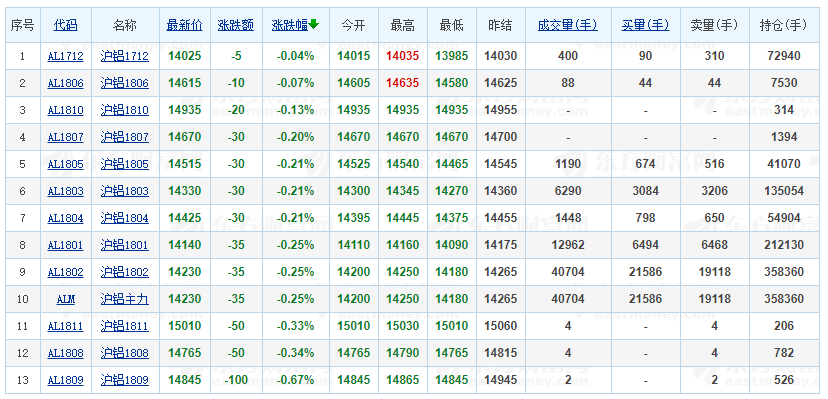 序号 代码 名称 最新价 涨跌额 涨跌幅 今开 最高 最低 昨结 成交量(手) 买量(手) 卖量(手) 持仓(手)
1 AL1712 沪铝1712 14025 -5 -0.04% 14015 14035 13985 14030 400 90 310 72940
2 AL1806 沪铝1806 14615 -10 -0.07% 14605 14635 14580 14625 88 44 44 7530
3 AL1810 沪铝1810 14935 -20 -0.13% 14935 14935 14935 14955 - - - 314
4 AL1807 沪铝1807 14670 -30 -0.20% 14670 14670 14670 14700 - - - 1394
5 AL1805 沪铝1805 14515 -30 -0.21% 14525 14540 14465 14545 1190 674 516 41070
6 AL1803 沪铝1803 14330 -30 -0.21% 14300 14345 14270 14360 6290 3084 3206 135054
7 AL1804 沪铝1804 14425 -30 -0.21% 14395 14445 14375 14455 1448 798 650 54904
8 AL1801 沪铝1801 14140 -35 -0.25% 14110 14160 14090 14175 12962 6494 6468 212130
9 AL1802 沪铝1802 14230 -35 -0.25% 14200 14250 14180 14265 40704 21586 19118 358360
10 ALM 沪铝主力 14230 -35 -0.25% 14200 14250 14180 14265 40704 21586 19118 358360
11 AL1811 沪铝1811 15010 -50 -0.33% 15010 15030 15010 15060 4 - 4 206
12 AL1808 沪铝1808 14765 -50 -0.34% 14765 14790 14765 14815 4 - 4 782
13 AL1809 沪铝1809 14845 -100 -0.67% 14845 14865 14845 14945 2 - 2 526